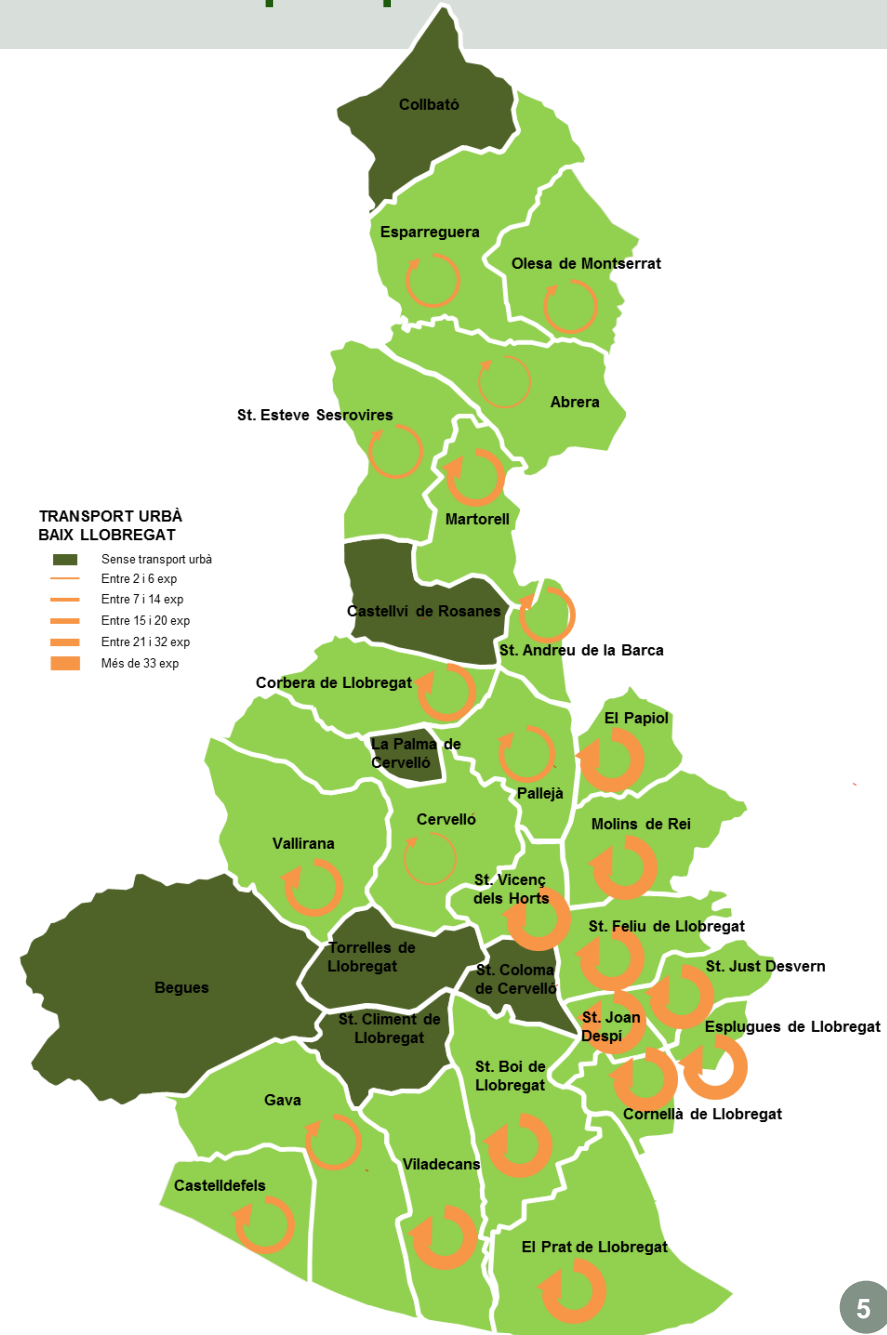 Collbató
Esparreguera
Olesa de Montserrat
Abrera
St. Esteve Sesrovires
Martorell
TRANSPORT URBÀ
BAIX LLOBREGAT
Sense transport urbà
Entre 2 i 6 exp
Entre 7 i 14 exp
Entre 15 i 20 exp
Entre 21 i 32 exp
Més de 33 exp
Castellví de Rosanes
St. Andreu de la Barca
Corbera de Llobregat
El Papiol
La Palma de
Cervelló
Pallejà
Cervelló
Molins de Rei
Vallirana
St. Vicenç
dels Horts
St. Feliu de Llobregat
Torrelles de
Llobregat
St. Coloma
de Cervelló
St. Just Desvern
Begues
St. Climent de
Llobregat
St. Joan
Despí
Esplugues de Llobregat
St. Boi de
Llobregat
Gava
Cornellà de Llobregat
Viladecans
Castelldefels
El Prat de Llobregat
5